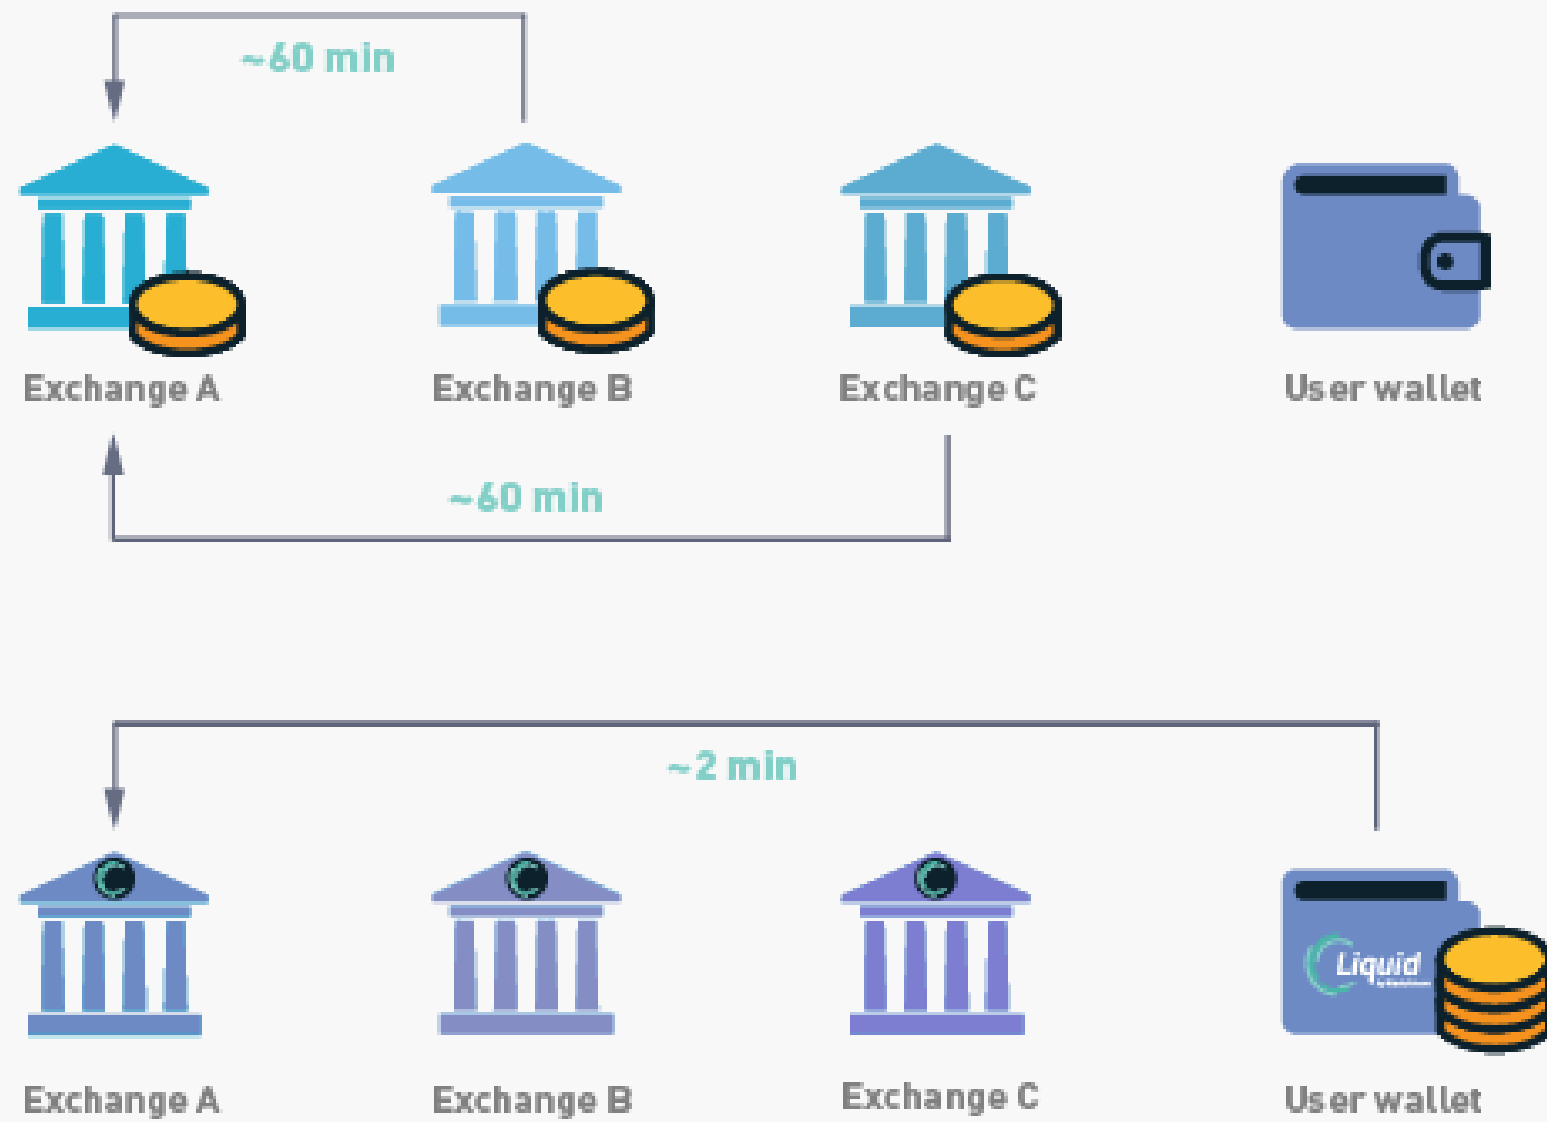 ~60 min
Exchange A
Exchange B
Exchange C
User wallet
~60 min
~2 min
Liquid
Exchange A
Exchange B
Exchange C
User wallet